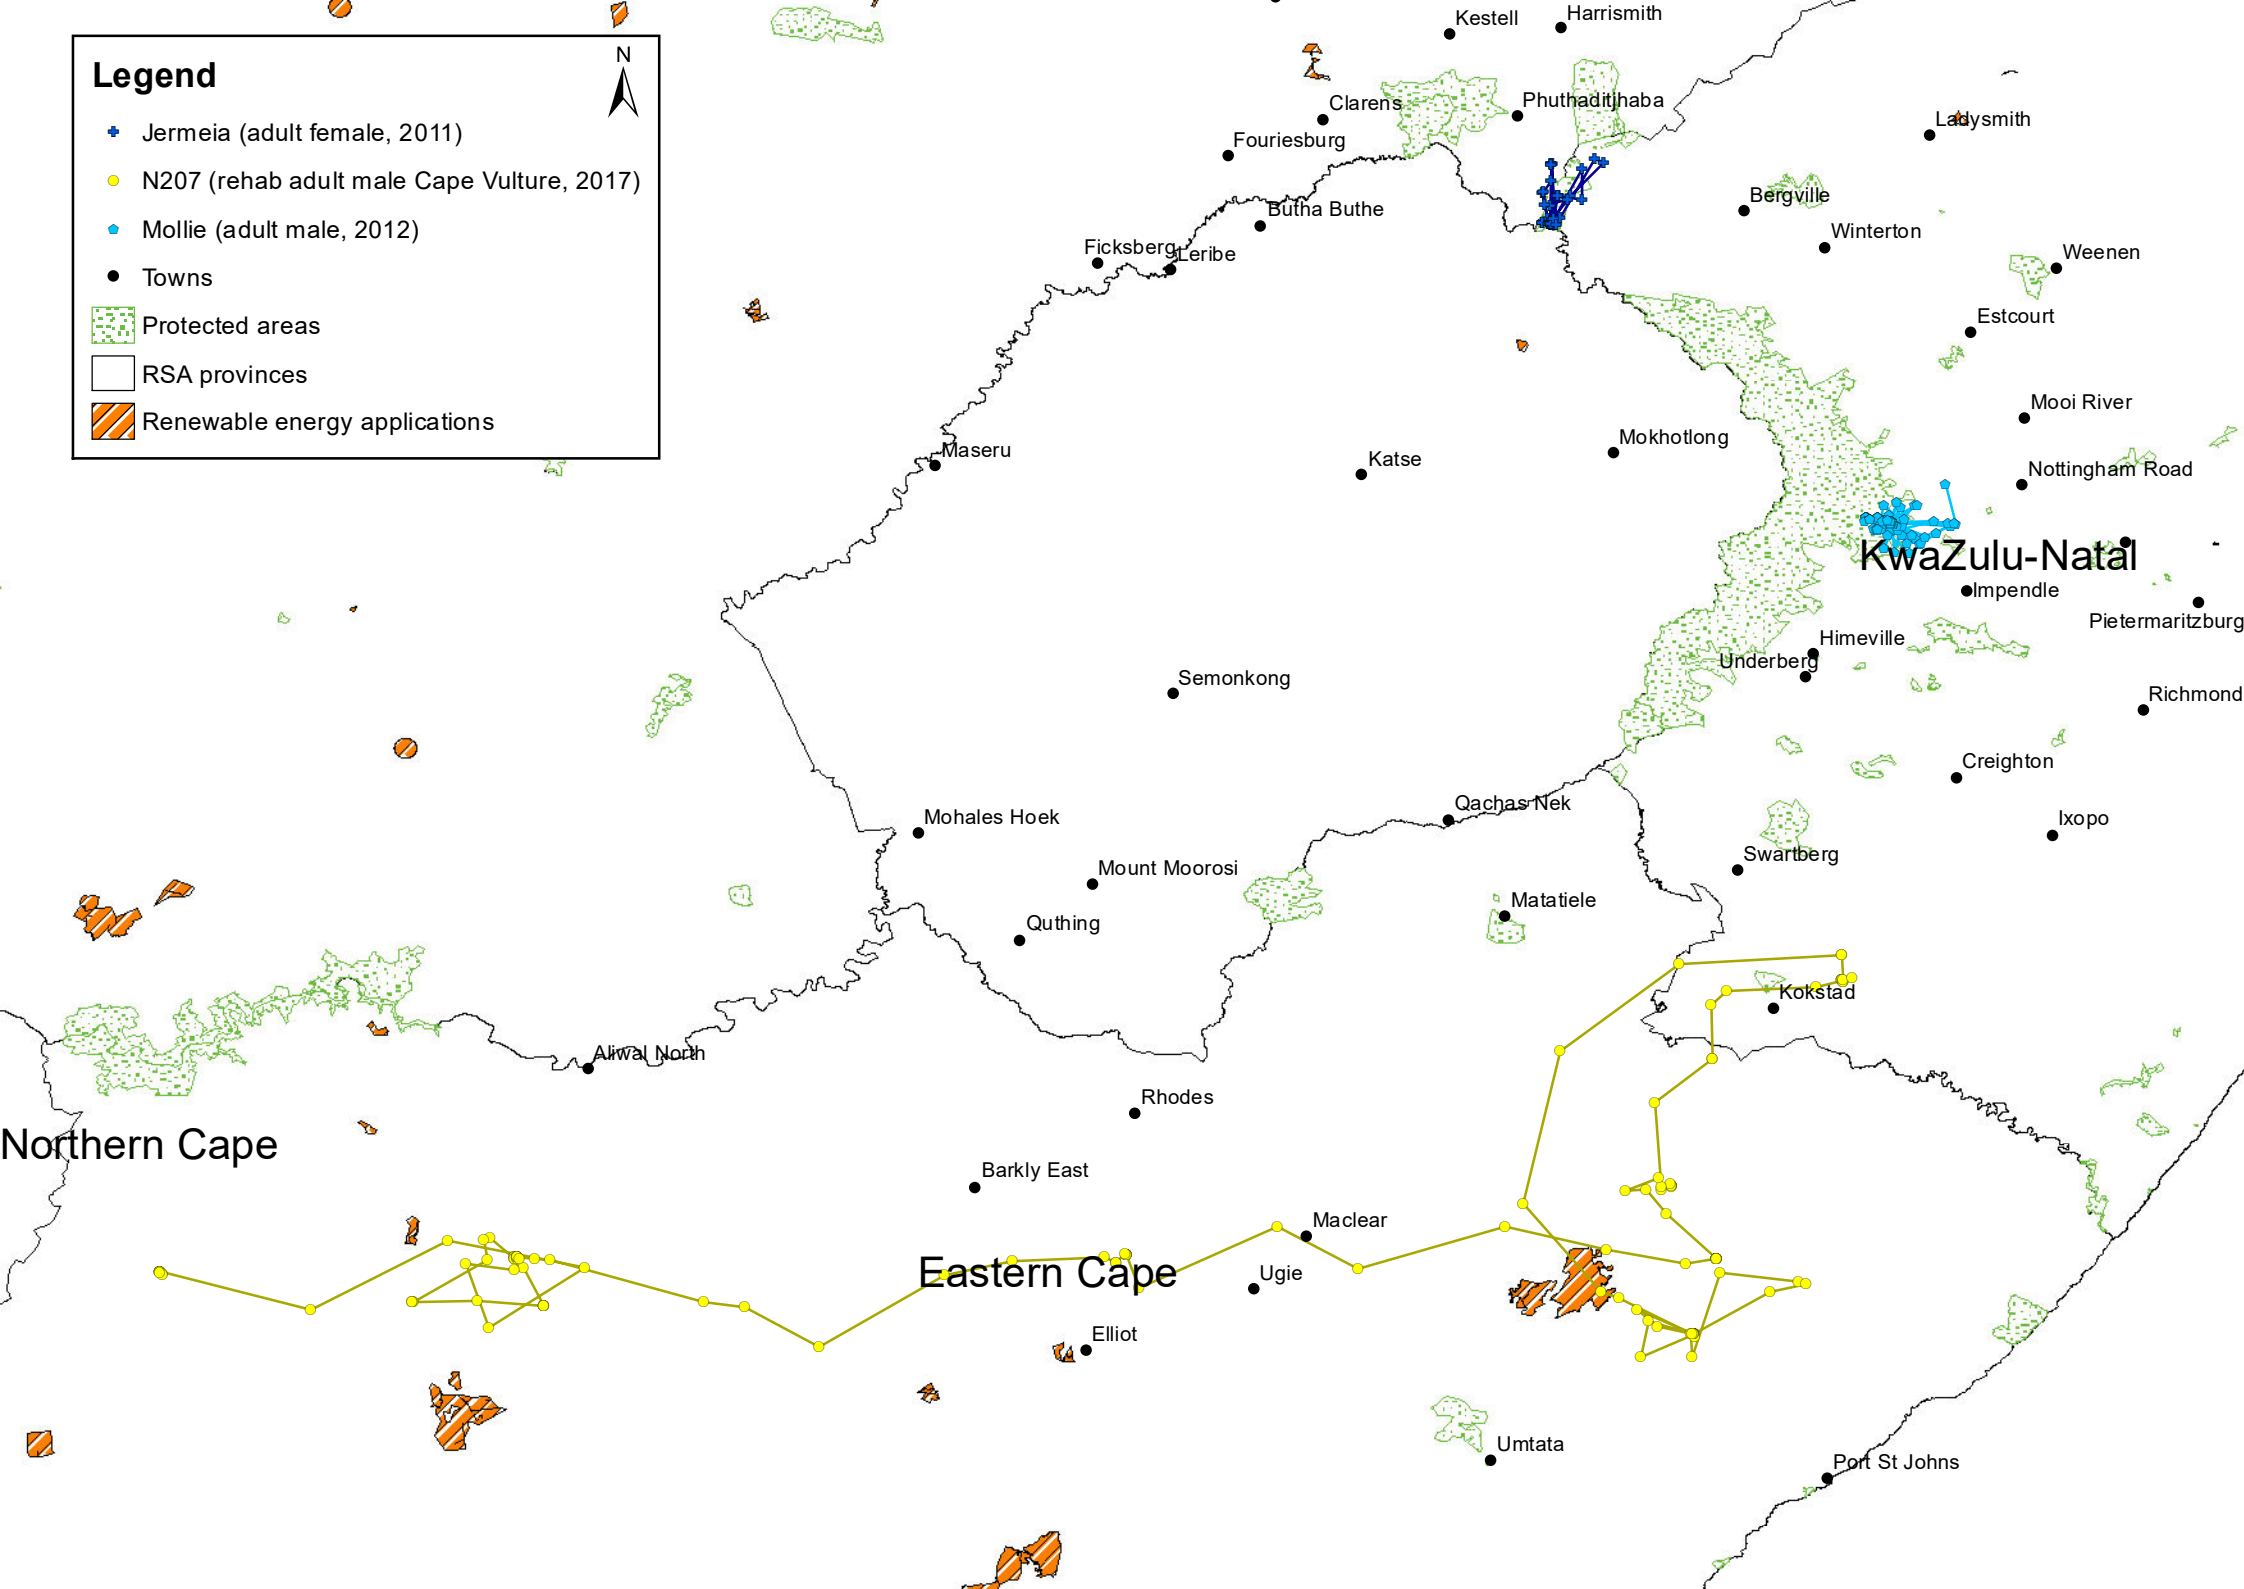 Legend
N
Jermeia (adult female, 2011)
N207 (rehab adult male Cape Vulture, 2017)
Mollie (adult male, 2012)
Towns
Protected areas
RSA provinces
Renewable energy applications
Kestell
Harrismith
Clarens
Phuthaditjhaba
Ladysmith
Fouriesburg
Bergville
Butha Buthe
Winterton
Ficksberg
Leribe
Weenen
Estcourt
Mooi River
Mokhotlong
Maseru
Katse
Nottingham Road
KwaZulu-Natal
Impendle
Pietermaritzburg
Himeville
Underberg
Semonkong
Richmond
Creighton
Qachas Nek
Mohales Hoek
Ixopo
Swartberg
Mount Moorosi
Matatiele
Quthing
Kokstad
Aliwal North
Rhodes
Northern Cape
Barkly East
Maclear
Eastern Cape
Ugie
Elliot
Umtata
Port St Johns